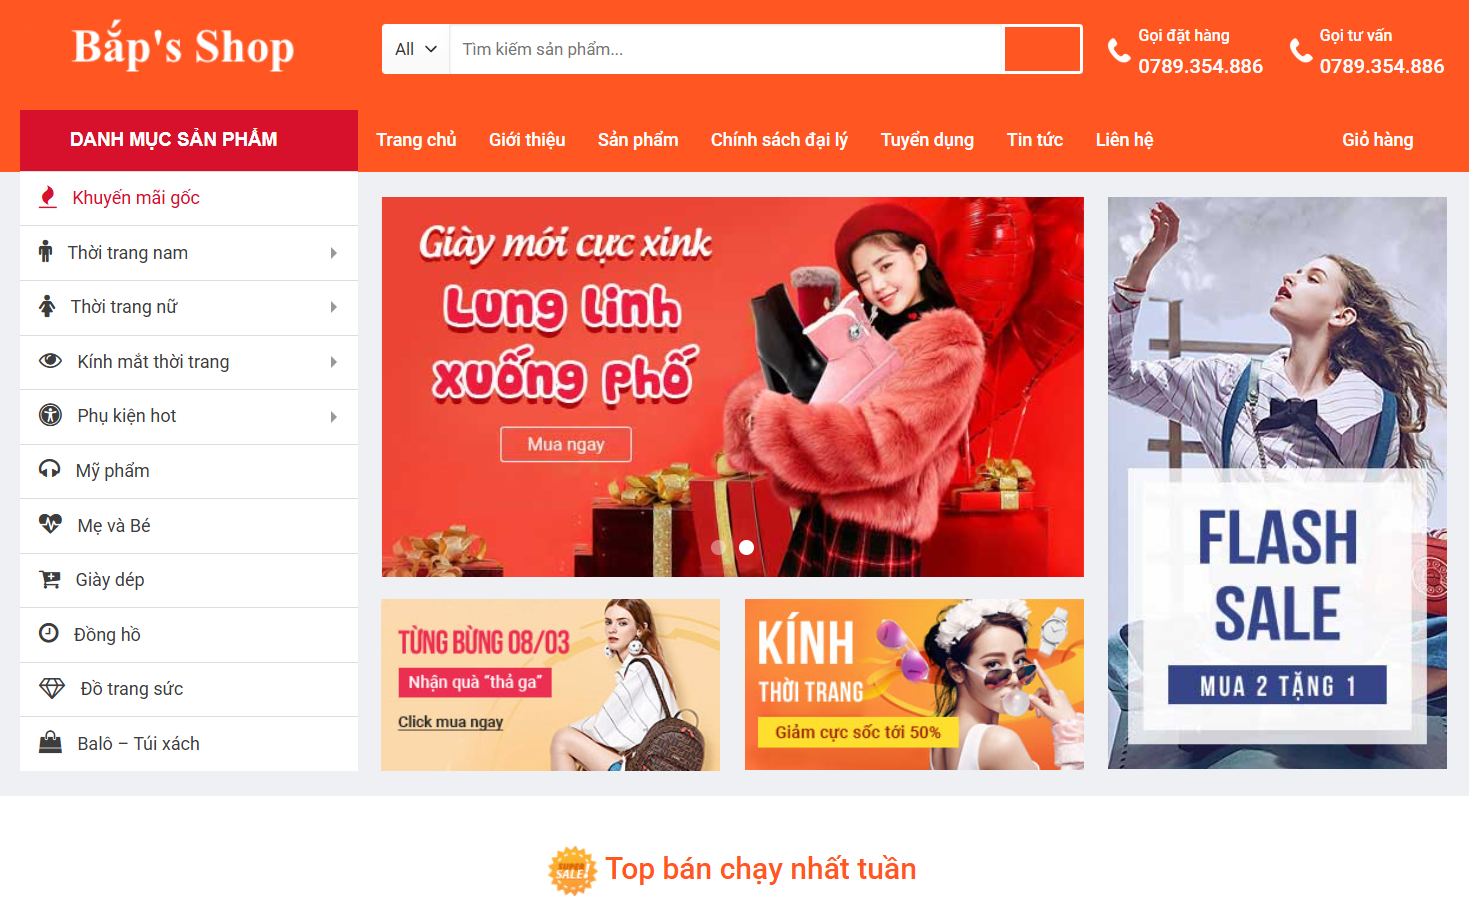 Bắp's Shop
All
Tìm kiếm sản phẩm...
Gọi đặt hàng
0789.354.886
Gọi tư vấn
0789.354.886
DANH MỤC SẢN PHẨM
Trang chủ
Giới thiệu
Sản phẩm
Chính sách đại lý
Tuyển dụng
Tin tức
Liên hệ
Giỏ hàng
Khuyến mãi gốc
Thời trang nam
Thời trang nữ
Kính mắt thời trang
Phụ kiện hot
Mỹ phẩm
Mẹ và Bé
Giày dép
Đồng hồ
Đồ trang sức
Balô – Túi xách
Giày mới cực xink
Lung linh
xuống phố
Mua ngay
TỪNG BỪNG 08/03
Nhận quà “thả ga”
Click mua ngay
KÍNH
THỜI TRANG
Giảm cực sốc tới 50%
FLASH
SALE
MUA 2 TẶNG 1
SUPER
SALE!
Top bán chạy nhất tuần